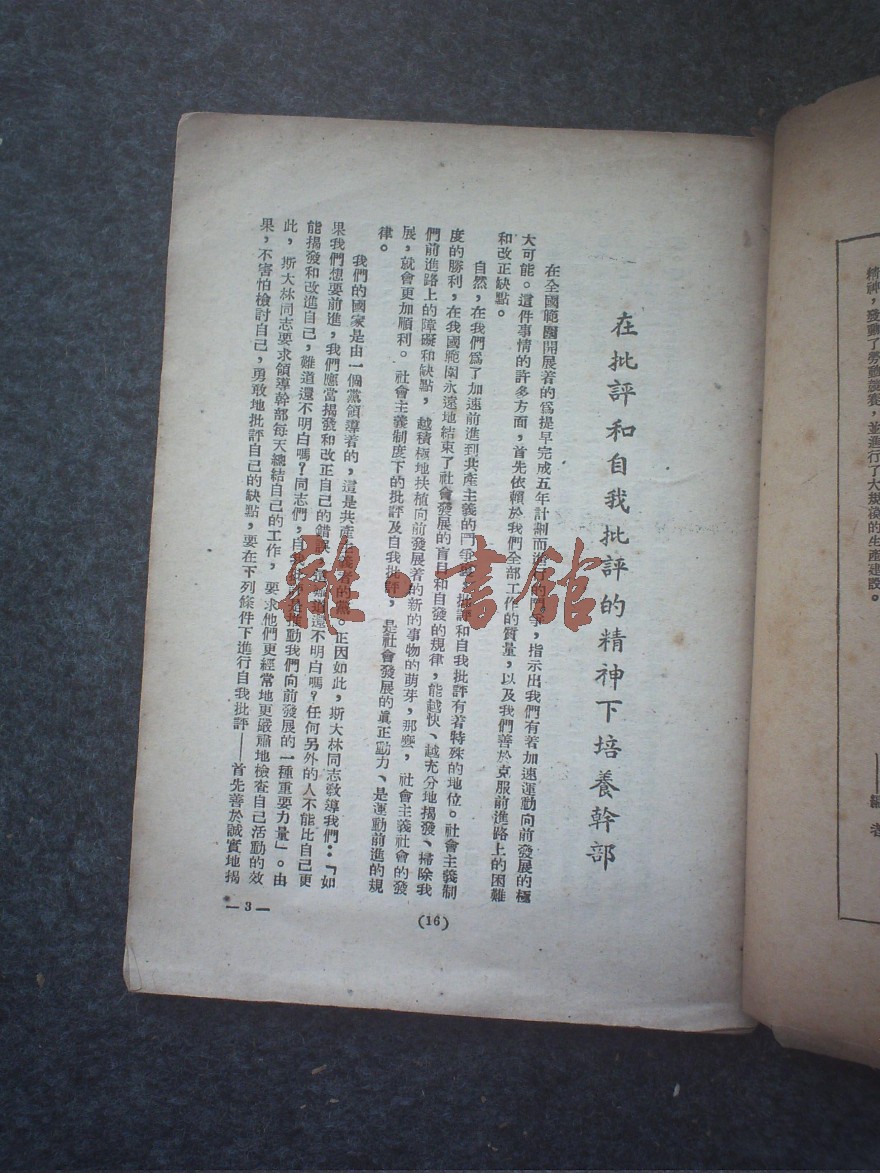 精神，發動了勞動競賽，並進行了大規模的生產建設。
——編者
在批評和自我批評的精神下培養幹部
在全國範圍開展着的爲提早完成五年計劃而進行的鬥爭，指示出我們有着加速運動向前發展的極
大可能。這件事情的許多方面，首先依賴於我們全部工作的質量，以及我們善於克服前進路上的困難
和改正缺點。
自然，在我們爲了加速前進到共產主義的鬥爭裡，批評和自我批評有着特殊的地位。社會主義制
度的勝利，在我國範圍永遠地結束了社會發展的盲目和自發的規律，能越快、越充分地揭發、掃除我
們前進路上的障礙和缺點，越積極地扶植向前發展着的新的事物的萌芽，那麽，社會主義社會的發
展，就會更加順利。社會主義制度下的批評及自我批評，是社會發展的眞正動力、是運動前進的規
律。
我們的國家是由一個黨領導着的，這是共產主義者的黨。正因如此，斯大林同志敎導我們：「如
果我們想要前進，我們應當揭發和改正自己的錯誤，難道還不明白嗎？任何另外的人不能比自己更
能揭發和改進自己，難道還不明白嗎？同志們，自我批評是推動我們向前發展的一種重要力量」。由
此，斯大林同志要求領導幹部每天總結自己的工作，要求他們更經常地更嚴肅地檢查自己活動的效
果，不害怕檢討自己，勇敢地批評自己的缺點，要在下列條件下進行自我批評——首先善於誠實地揭
(16)
— 3 —
雜·書館